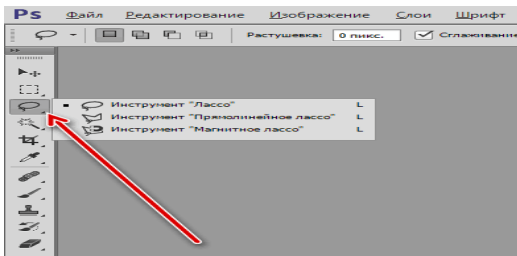 Ps Файл Редактирование Изображение Слои Шрифт
Растушевка: 0 пикс. Сглаживание
Инструмент "Лассо" L
Инструмент "Прямолинейное лассо" L
Инструмент "Магнитное лассо" L